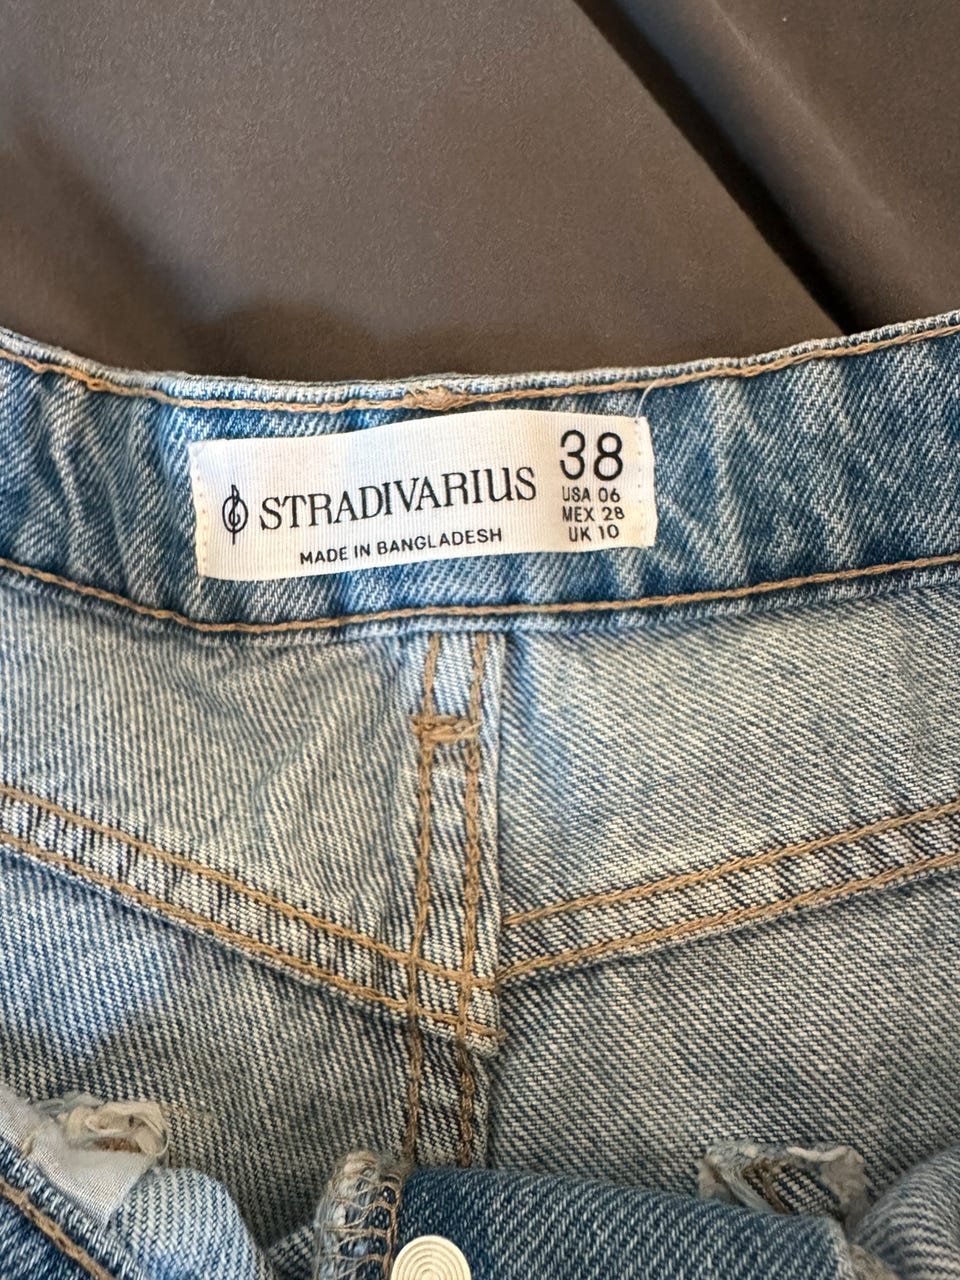 STRADIVARIUS
MADE IN BANGLADESH
38
USA 06
MEX 28
UK 10